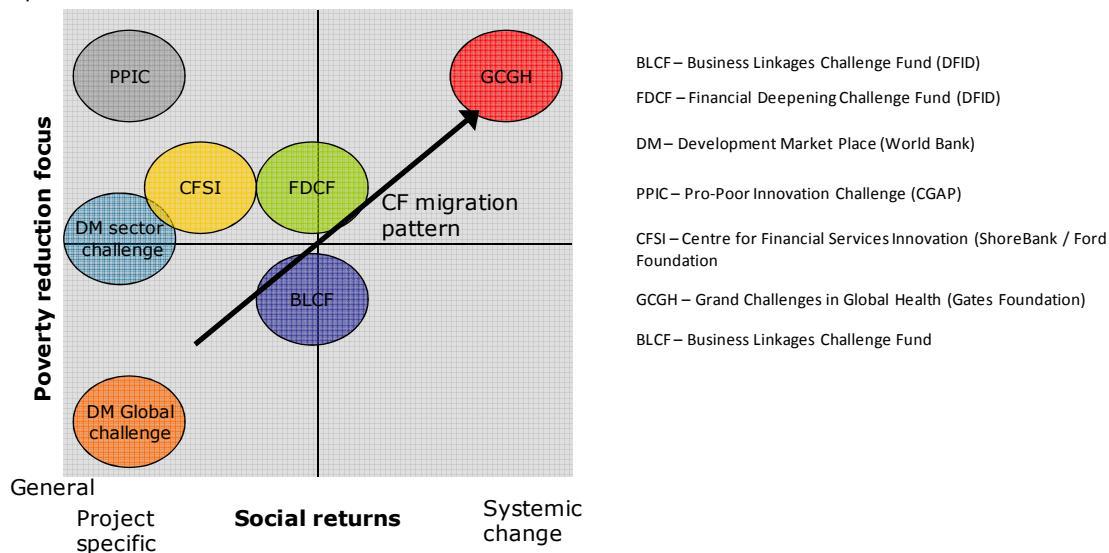 PPIC
GCGH
CFSI
FDCF
CF migration
pattern
DM sector
challenge
BLCF
DM Global
challenge
Poverty reduction focus
General
Project
specific
Social returns
Systemic
change
BLCF – Business Linkages Challenge Fund (DFID)
FDCF – Financial Deepening Challenge Fund (DFID)
DM – Development Market Place (World Bank)
PPIC – Pro-Poor Innovation Challenge (CGAP)
CFSI – Centre for Financial Services Innovation (ShoreBank / Ford
Foundation
GCGH – Grand Challenges in Global Health (Gates Foundation)
BLCF – Business Linkages Challenge Fund